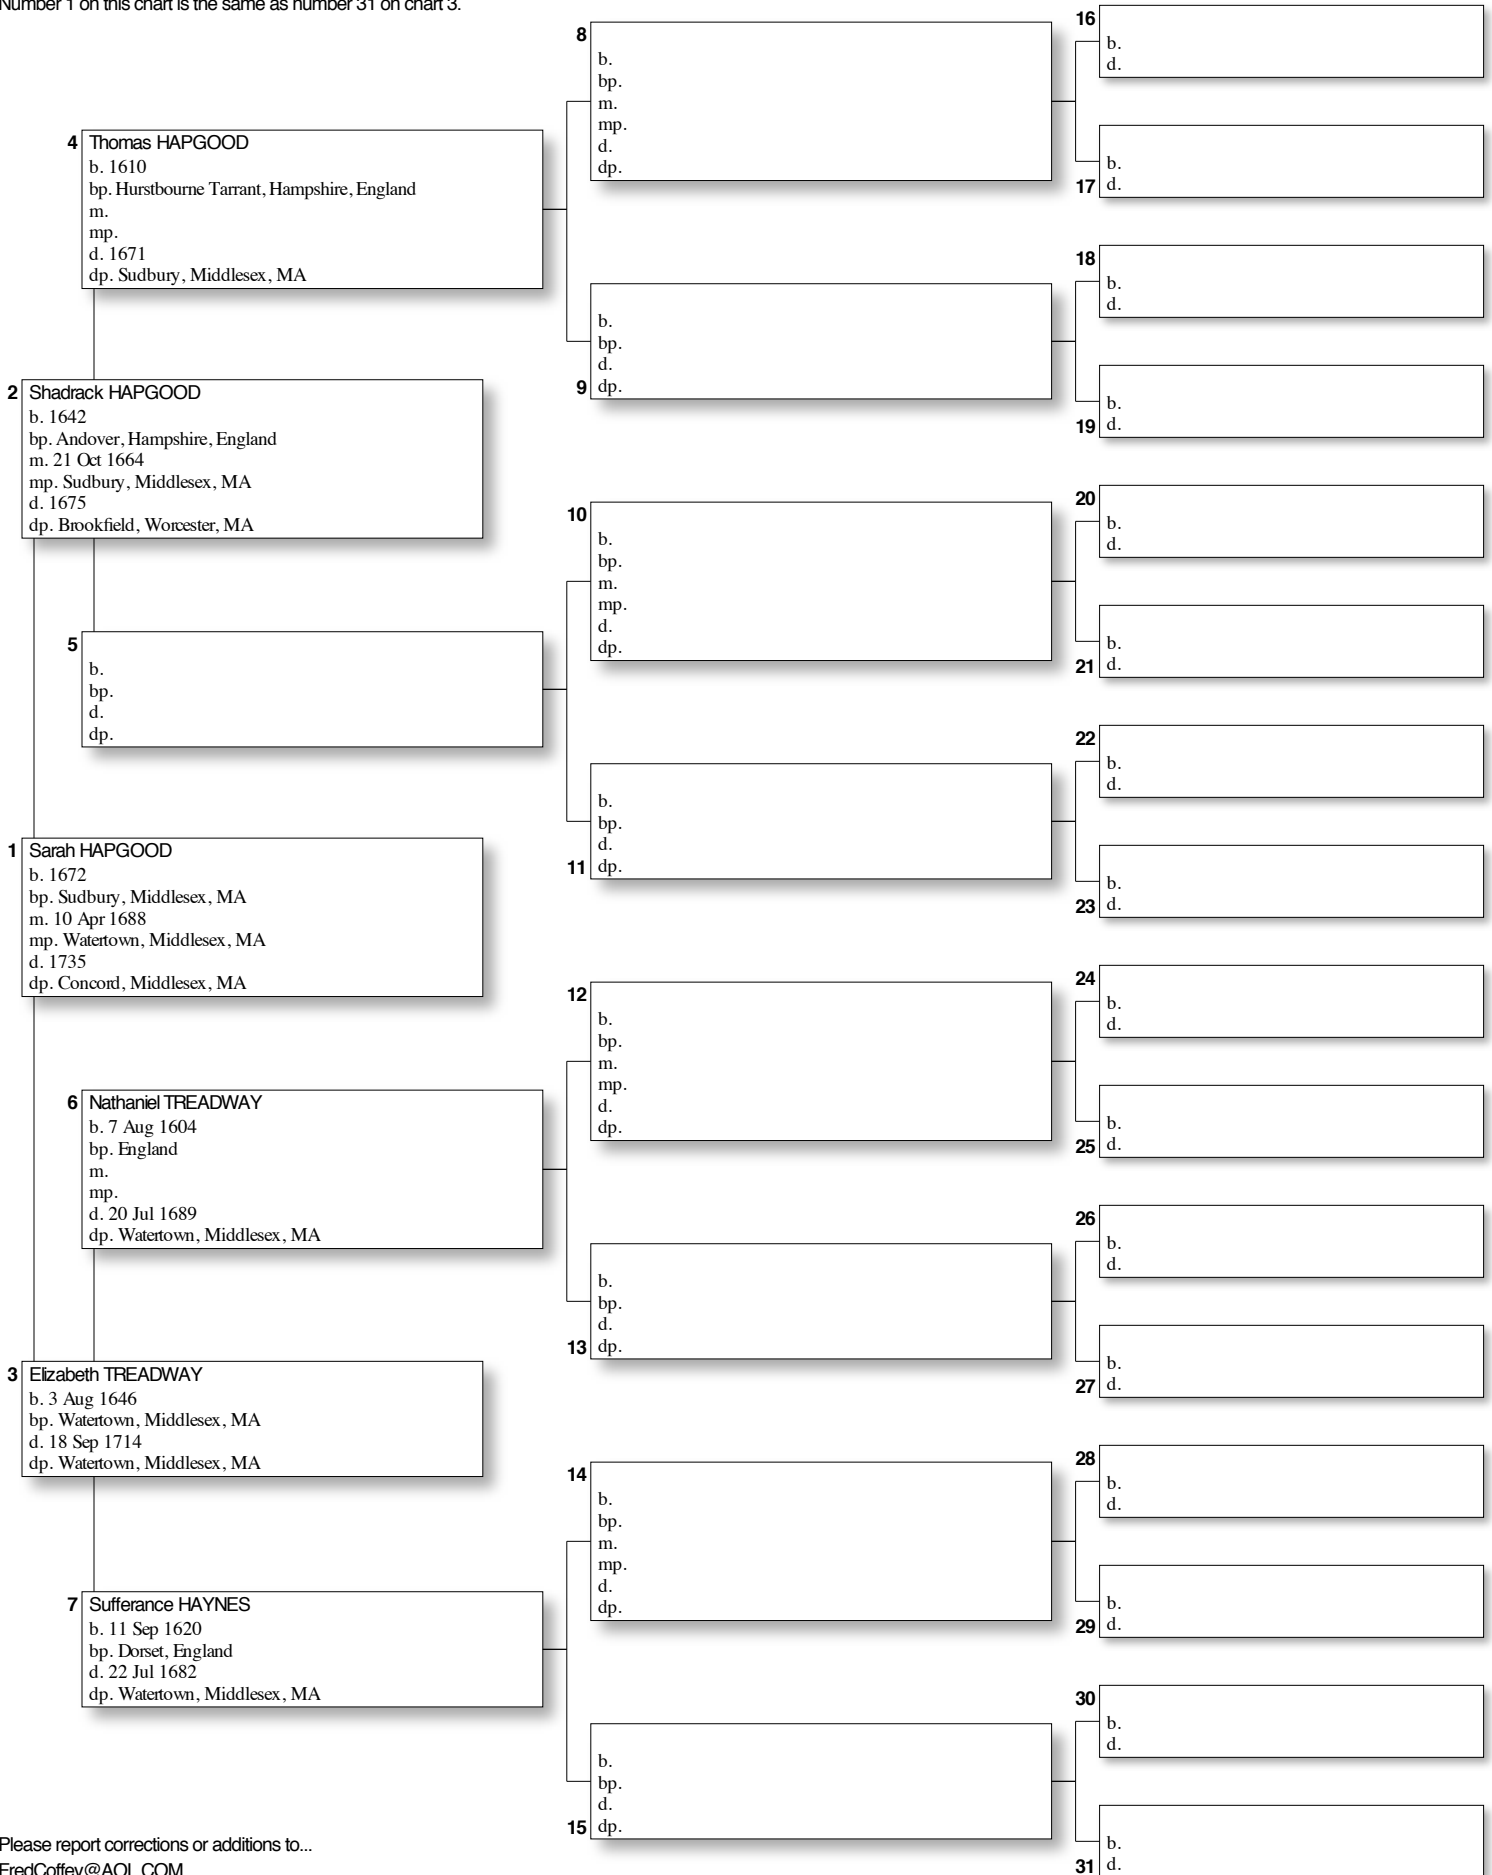 Number 1 on this chart is the same as number 31 on chart 3.
4 Thomas HAPGOOD
b. 1610
bp. Hurstbourne Tarrant, Hampshire, England
m.
mp.
d. 1671
dp. Sudbury, Middlesex, MA
2 Shadrack HAPGOOD
b. 1642
bp. Andover, Hampshire, England
m. 21 Oct 1664
mp. Sudbury, Middlesex, MA
d. 1675
dp. Brookfield, Worcester, MA
5
b.
bp.
d.
dp.
1 Sarah HAPGOOD
b. 1672
bp. Sudbury, Middlesex, MA
m. 10 Apr 1688
mp. Watertown, Middlesex, MA
d. 1735
dp. Concord, Middlesex, MA
6 Nathaniel TREADWAY
b. 7 Aug 1604
bp. England
m.
mp.
d. 20 Jul 1689
dp. Watertown, Middlesex, MA
3 Elizabeth TREADWAY
b. 3 Aug 1646
bp. Watertown, Middlesex, MA
d. 18 Sep 1714
dp. Watertown, Middlesex, MA
7 Sufferance HAYNES
b. 11 Sep 1620
bp. Dorset, England
d. 22 Jul 1682
dp. Watertown, Middlesex, MA
8
b.
bp.
m.
mp.
d.
dp.
b.
bp.
d.
9 dp.
10
b.
bp.
m.
mp.
d.
dp.
b.
bp.
d.
11 dp.
12
b.
bp.
m.
mp.
d.
dp.
b.
bp.
d.
13 dp.
14
b.
bp.
m.
mp.
d.
dp.
b.
bp.
d.
15 dp.
16
b.
d.
b.
17 d.
18
b.
d.
b.
19 d.
20
b.
d.
b.
21 d.
22
b.
d.
b.
23 d.
24
b.
d.
b.
25 d.
26
b.
d.
b.
27 d.
28
b.
d.
b.
29 d.
30
b.
d.
b.
31 d.
Please report corrections or additions to...
FredCoffey@AOL.COM